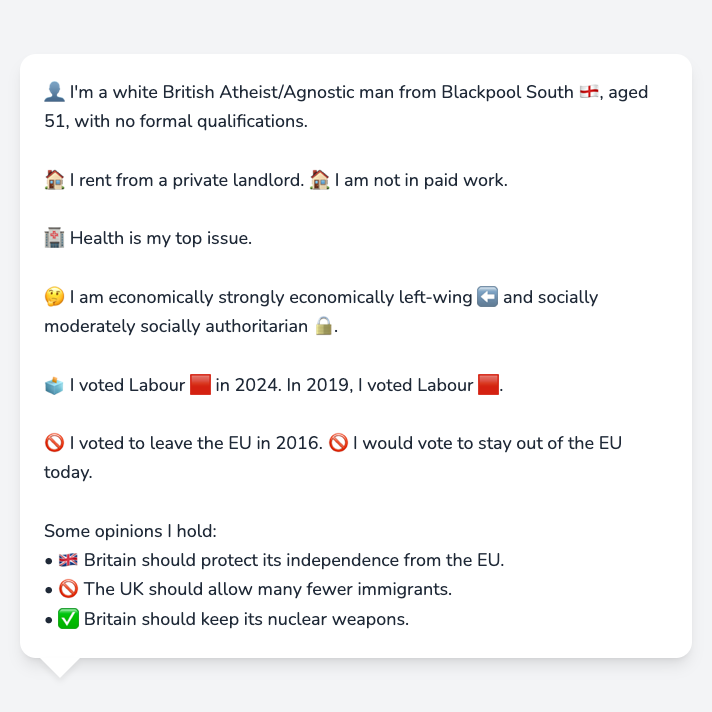 👤 I'm a white British Atheist/Agnostic man from Blackpool South 🏴󠁧󠁢󠁥󠁮󠁧󠁿, aged
51, with no formal qualifications.
🏠 I rent from a private landlord. 🏠 I am not in paid work.
🏥 Health is my top issue.
🤔 I am economically strongly economically left-wing ⬅️ and socially
moderately socially authoritarian 🔒.
🗳️ I voted Labour 🟥 in 2024. In 2019, I voted Labour 🟥.
🚫 I voted to leave the EU in 2016. 🚫 I would vote to stay out of the EU
today.
Some opinions I hold:
• 🇬🇧 Britain should protect its independence from the EU.
• 🚫 The UK should allow many fewer immigrants.
• ✅ Britain should keep its nuclear weapons.